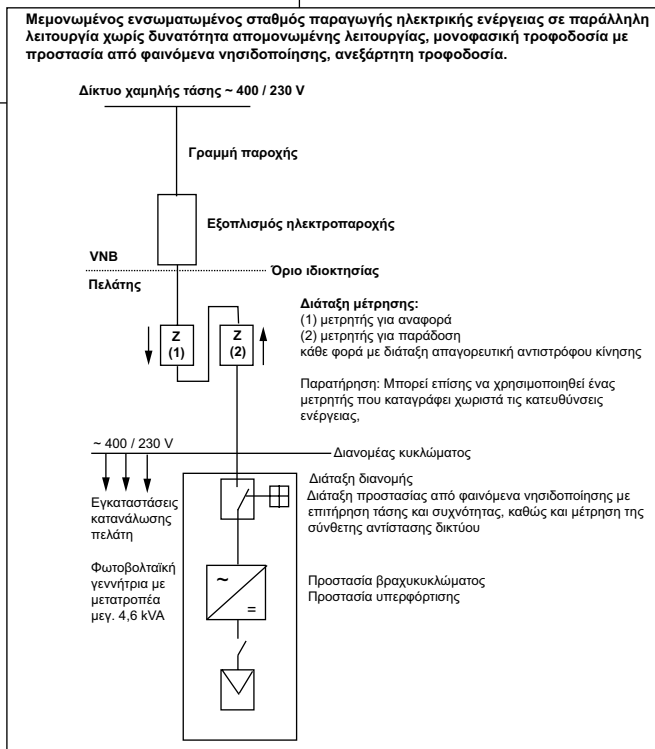 Μεμονωμένος ενσωματωμένος σταθμός παραγωγής ηλεκτρικής ενέργειας σε παράλληλη
λειτουργία χωρίς δυνατότητα απομονωμένης λειτουργίας, μονοφασική τροφοδοσία με
προστασία από φαινόμενα νησιδοποίησης, ανεξάρτητη τροφοδοσία.
Δίκτυο χαμηλής τάσης ~ 400 / 230 V
Γραμμή παροχής
Εξοπλισμός ηλεκτροπαροχής
VNB
Όριο ιδιοκτησίας
Πελάτης
Z
(1)
Z
(2)
Διάταξη μέτρησης:
(1) μετρητής για αναφορά
(2) μετρητής για παράδοση
κάθε φορά με διάταξη απαγορευτική αντιστρόφου κίνησης
Παρατήρηση: Μπορεί επίσης να χρησιμοποιηθεί ένας
μετρητής που καταγράφει χωριστά τις κατευθύνσεις
ενέργειας,
~ 400 / 230 V
Διανομέας κυκλώματος
Εγκαταστάσεις
κατανάλωσης
πελάτη
Διάταξη διανομής
Διάταξη προστασίας από φαινόμενα νησιδοποίησης με
επιτήρηση τάσης και συχνότητας, καθώς και μέτρηση της
σύνθετης αντίστασης δικτύου
Φωτοβολταϊκή
γεννήτρια με
μετατροπέα
μεγ. 4,6 kVA
~
=
Προστασία βραχυκυκλώματος
Προστασία υπερφόρτισης